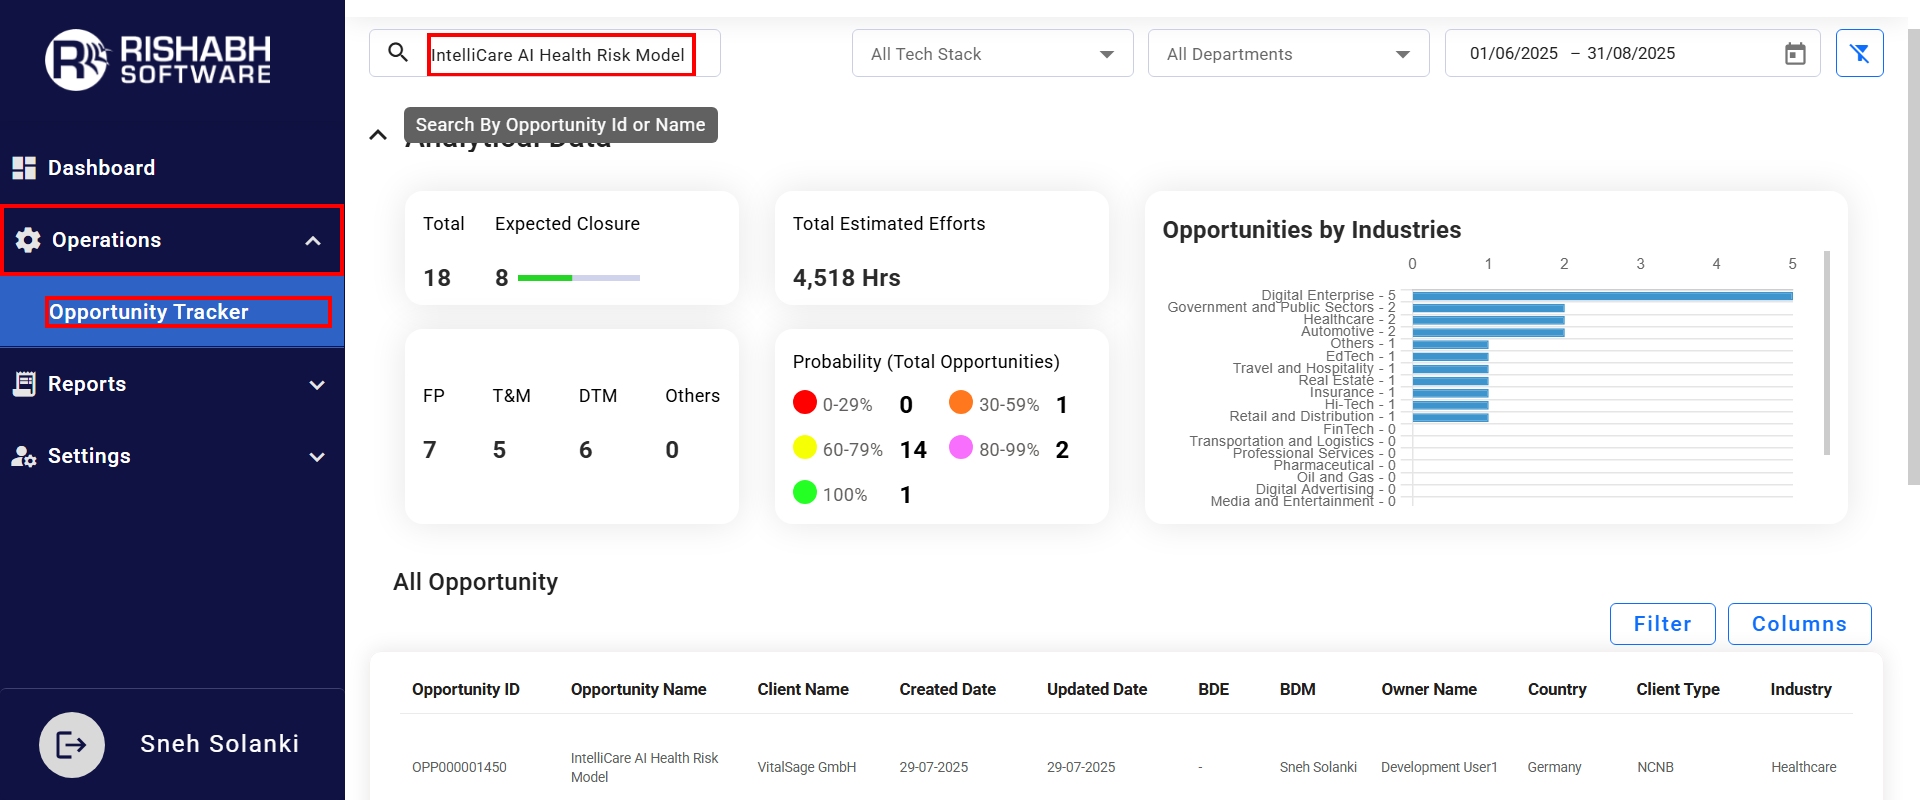 RISHABH
SOFTWARE
Dashboard
Operations
Opportunity Tracker
Reports
Settings
Sneh Solanki
IntelliCare AI Health Risk Model
All Tech Stack
All Departments
01/06/2025 – 31/08/2025
Search By Opportunity Id or Name
Analytical Data
Total Expected Closure
18 8
Total Estimated Efforts
4,518 Hrs
FP T&M DTM Others
7 5 6 0
Probability (Total Opportunities)
0-29% 0 30-59% 1
60-79% 14 80-99% 2
100% 1
Opportunities by Industries
0 1 2 3 4 5
Digital Enterprise - 5
Government and Public Sectors - 2
Healthcare - 2
Automotive - 2
Others - 1
EdTech - 1
Travel and Hospitality - 1
Real Estate - 1
Insurance - 1
Hi-Tech - 1
Retail and Distribution - 1
FinTech - 0
Transportation and Logistics - 0
Professional Services - 0
Pharmaceutical - 0
Oil and Gas - 0
Digital Advertising - 0
Media and Entertainment - 0
All Opportunity
Filter Columns
Opportunity ID Opportunity Name Client Name Created Date Updated Date BDE BDM Owner Name Country Client Type Industry
OPP000001450 IntelliCare AI Health Risk Model VitalSage GmbH 29-07-2025 29-07-2025 - Sneh Solanki Development User1 Germany NCNB Healthcare